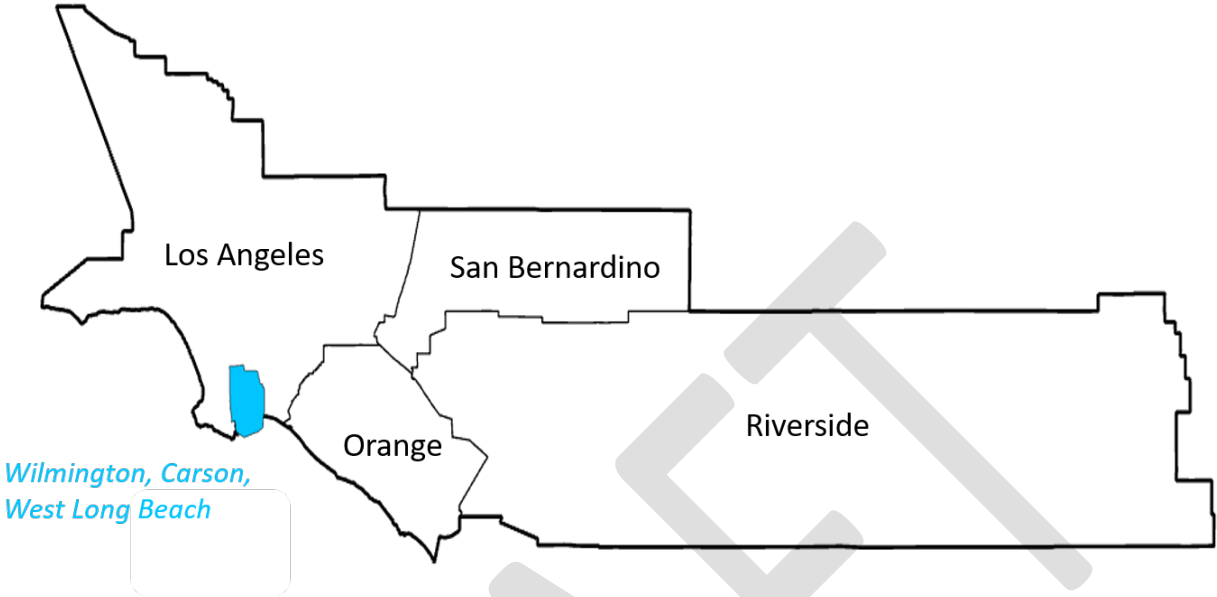 Los Angeles
San Bernardino
Riverside
Orange
Wilmington, Carson,
West Long Beach